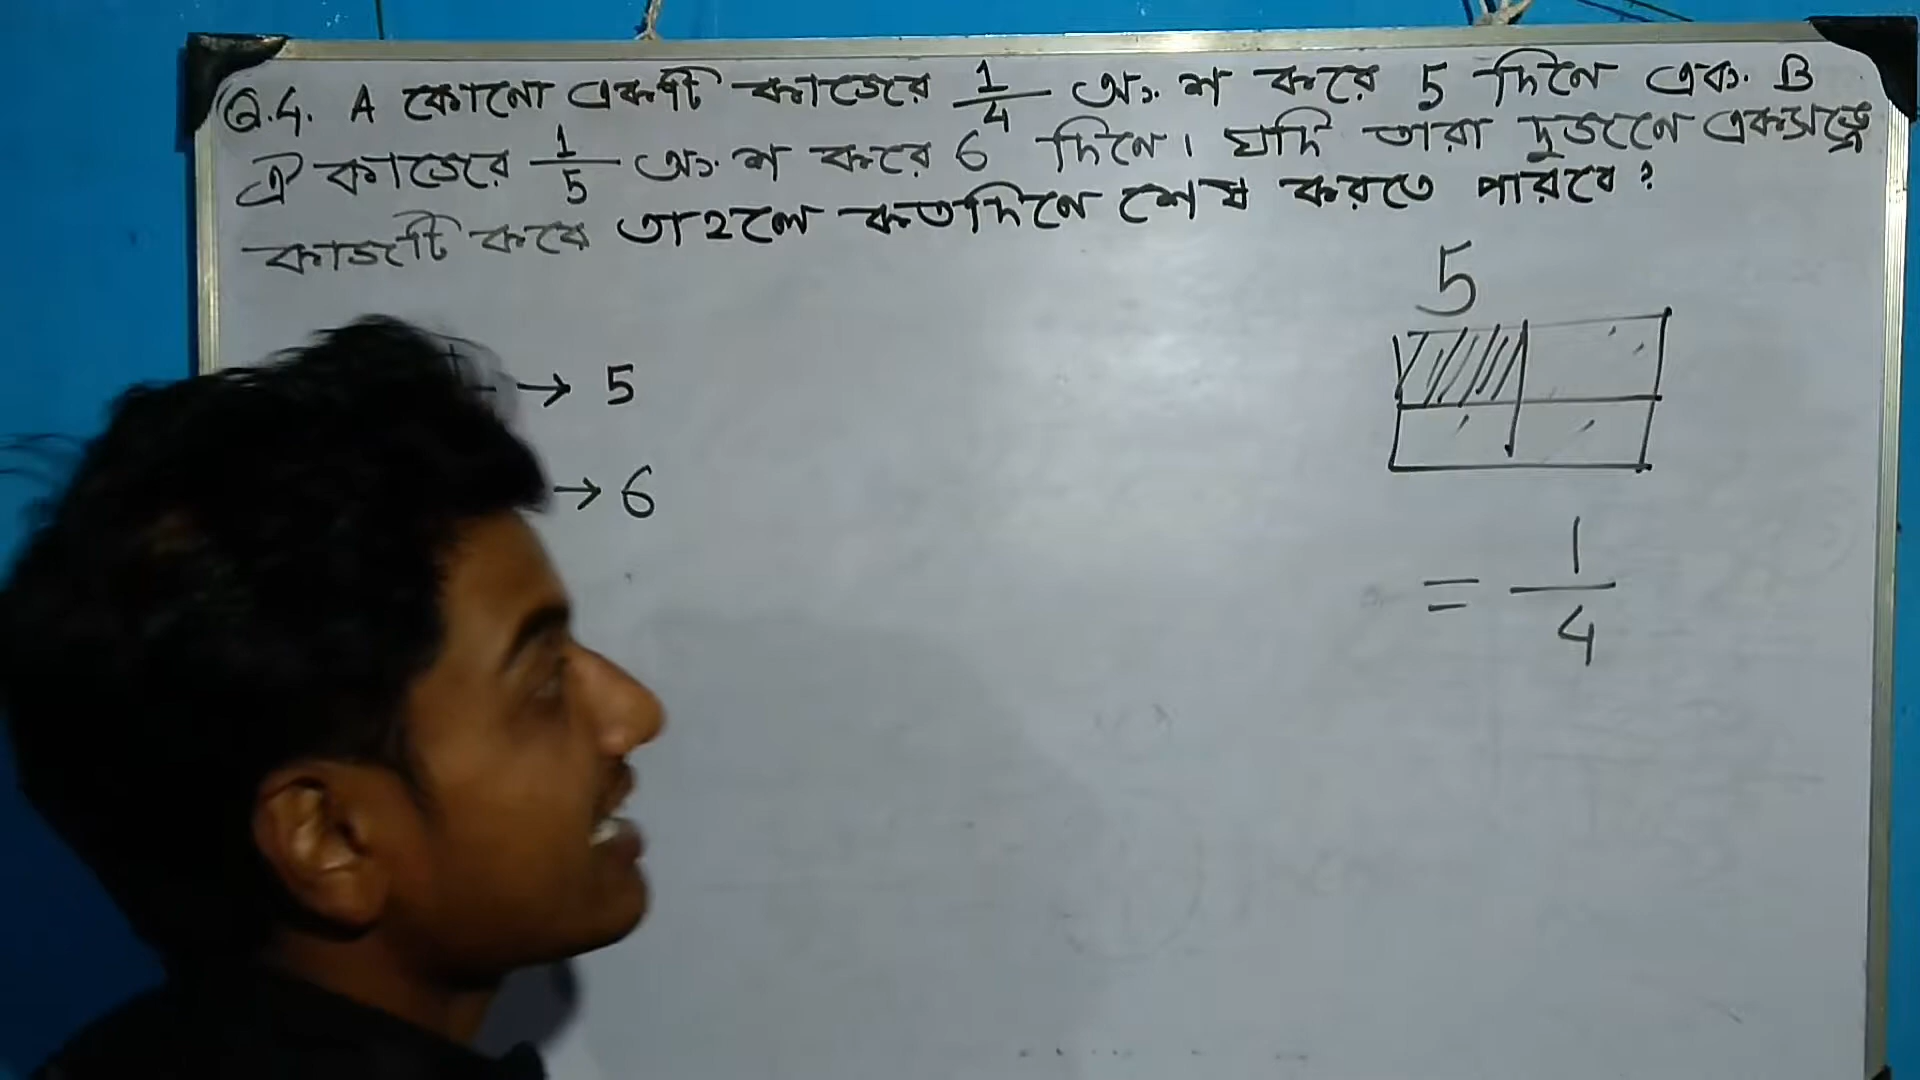 Q.4. A কোনো একটি কাজের 1/4 অংশ করে 5 দিনে এবং B
ঐ কাজের 1/5 অংশ করে 6 দিনে। যদি তারা দুজনে একসঙ্গে
কাজটি করে তাহলে কতদিনে শেষ করতে পারবে?
5
→ 5
→ 6
= 1/4